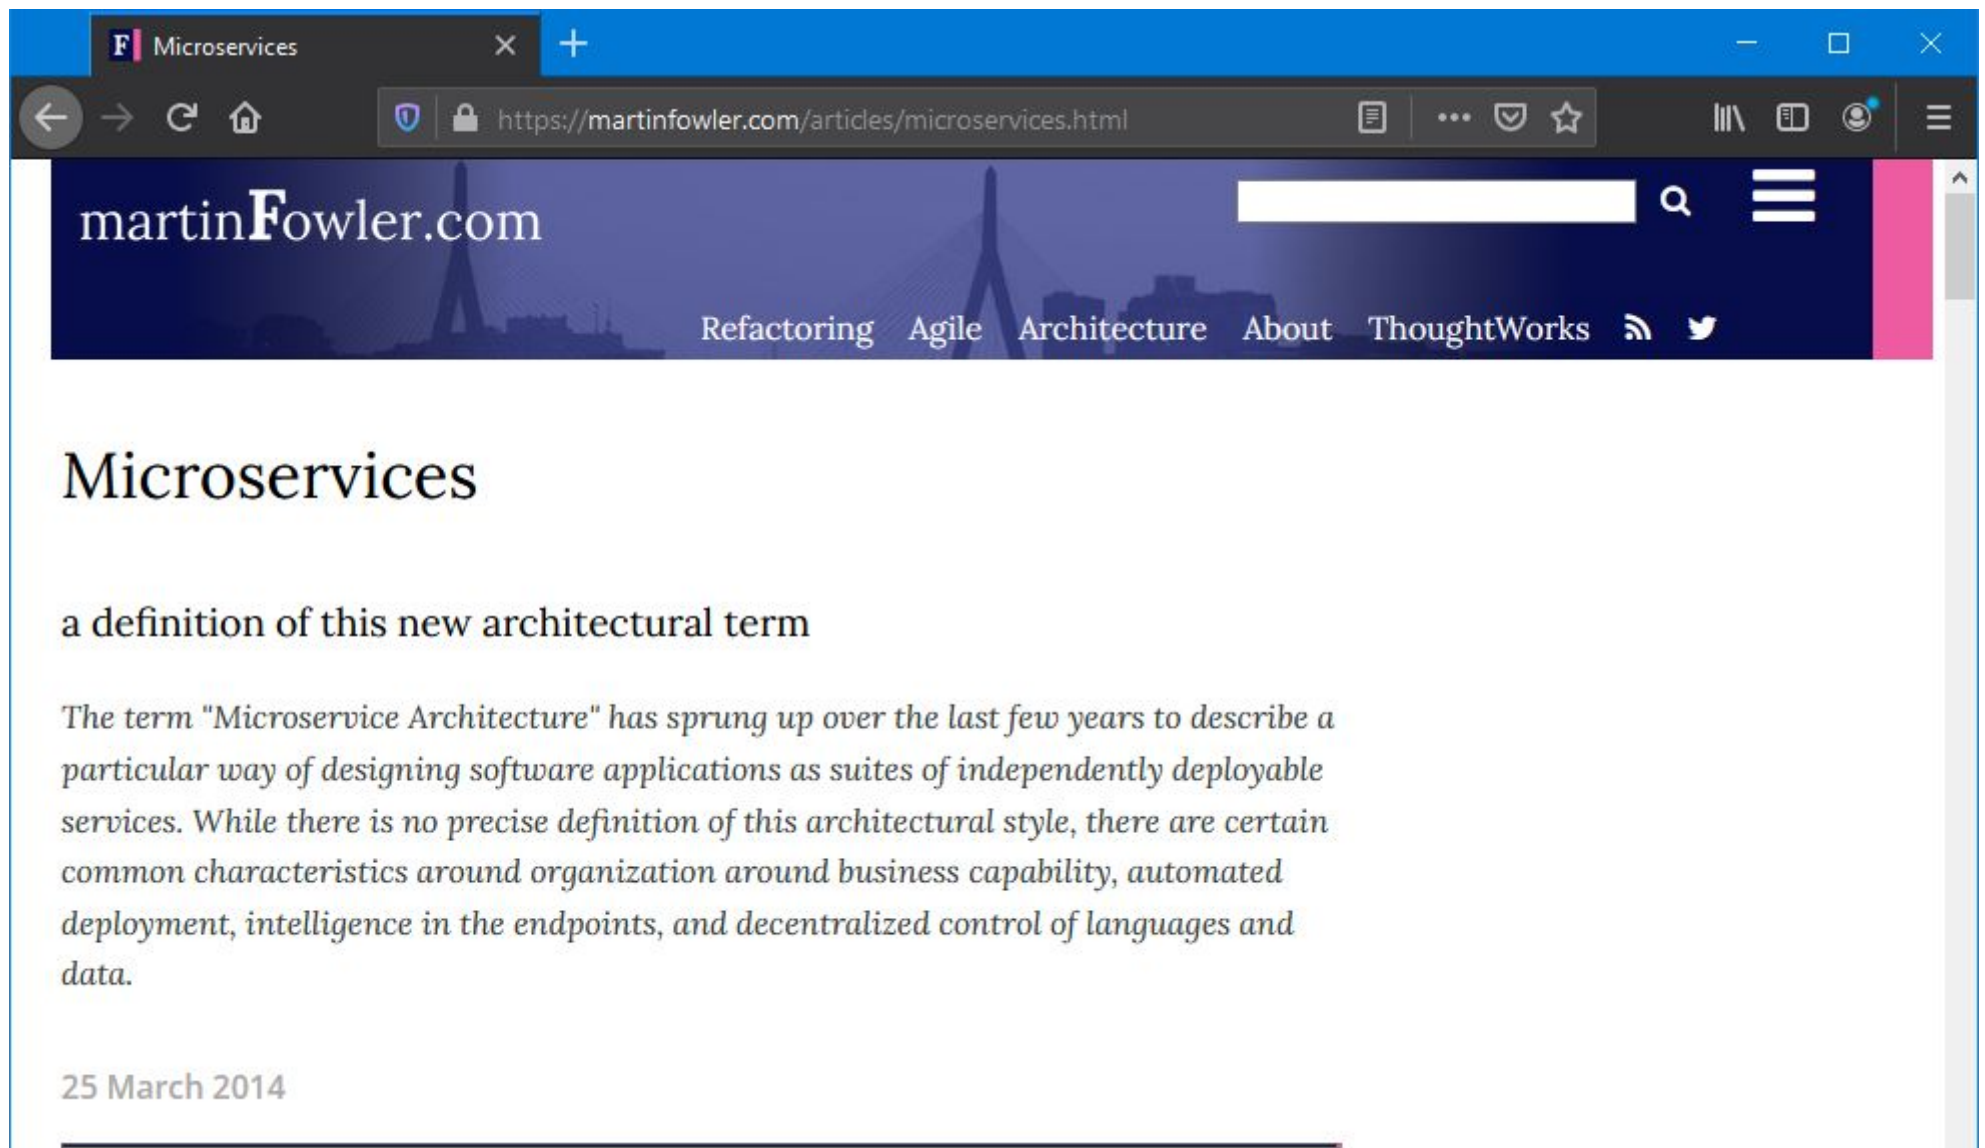 Microservices
https://martinfowler.com/articles/microservices.html
martinFowler.com
Refactoring Agile Architecture About ThoughtWorks
Microservices
a definition of this new architectural term
The term "Microservice Architecture" has sprung up over the last few years to describe a
particular way of designing software applications as suites of independently deployable
services. While there is no precise definition of this architectural style, there are certain
common characteristics around organization around business capability, automated
deployment, intelligence in the endpoints, and decentralized control of languages and
data.
25 March 2014